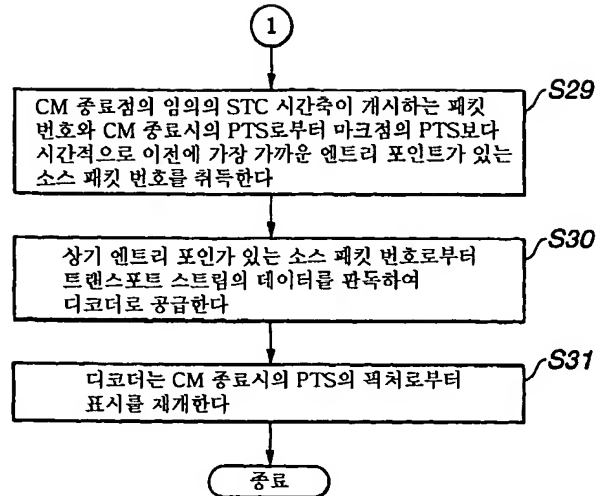 1
S29
CM 종료점의 임의의 STC 시간축이 개시하는 패킷
번호와 CM 종료시의 PTS로부터 마크점의 PTS보다
시간적으로 이전에 가장 가까운 엔트리 포인트가 있는
소스 패킷 번호를 취득한다
S30
상기 엔트리 포인가 있는 소스 패킷 번호로부터
트랜스포트 스트림의 데이터를 판독하여
디코더로 공급한다
S31
디코더는 CM 종료시의 PTS의 픽처로부터
표시를 재개한다
종료